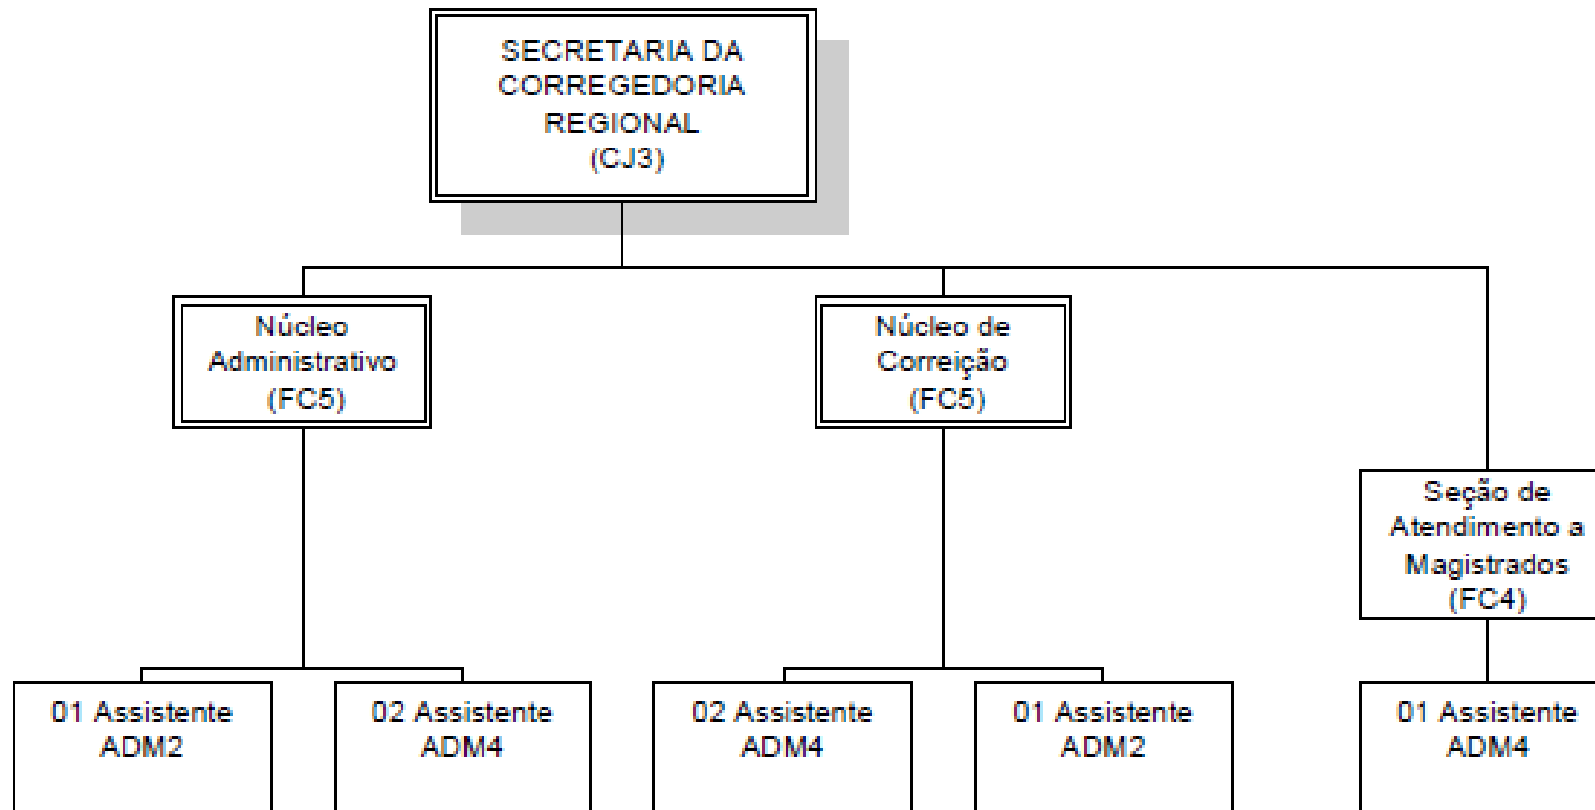 SECRETARIA DA
CORREGEDORIA
REGIONAL
(CJ3)
Núcleo
Administrativo
(FC5)
Núcleo de
Correição
(FC5)
Seção de
Atendimento a
Magistrados
(FC4)
01 Assistente
ADM2
02 Assistente
ADM4
02 Assistente
ADM4
01 Assistente
ADM2
01 Assistente
ADM4